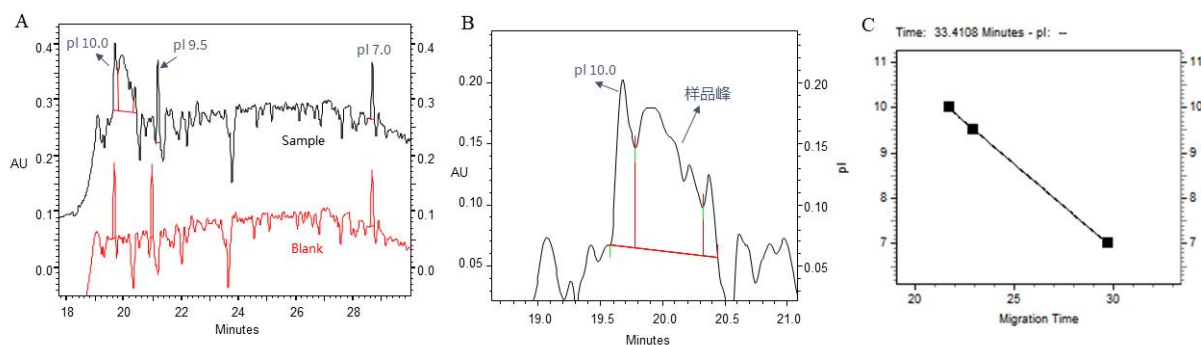 A
pI 10.0
pI 9.5
pI 7.0
0.4
0.3
0.2
0.1
0.0
AU
0.4
0.3
0.2
0.1
0.0
Sample
Blank
18
20
22
24
26
28
Minutes
B
pI 10.0
样品峰
0.20
0.15
0.10
0.05
AU
0.20
0.15
0.10
0.05
19.0
19.5
20.0
20.5
21.0
Minutes
C
Time: 33.4108 Minutes - pI: --
11
10
9
8
7
pI
11
10
9
8
7
20
25
30
Migration Time